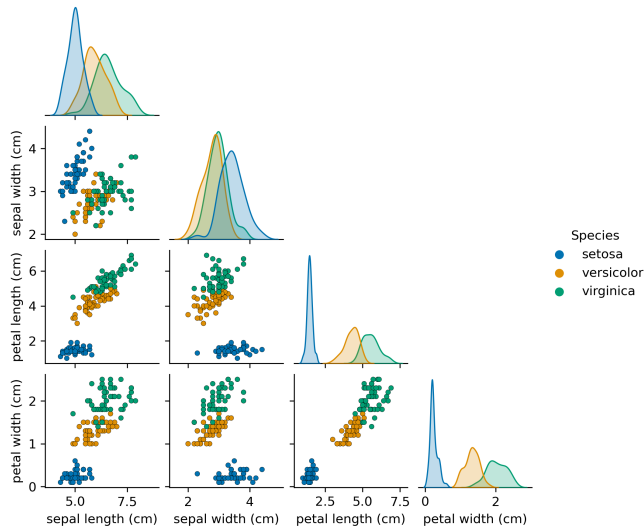 sepal width (cm)
4
3
2
petal length (cm)
6
4
2
petal width (cm)
2
1
0
5.0 7.5
sepal length (cm)
2 4
sepal width (cm)
2.5 5.0 7.5
petal length (cm)
0 2
petal width (cm)
Species
setosa
versicolor
virginica